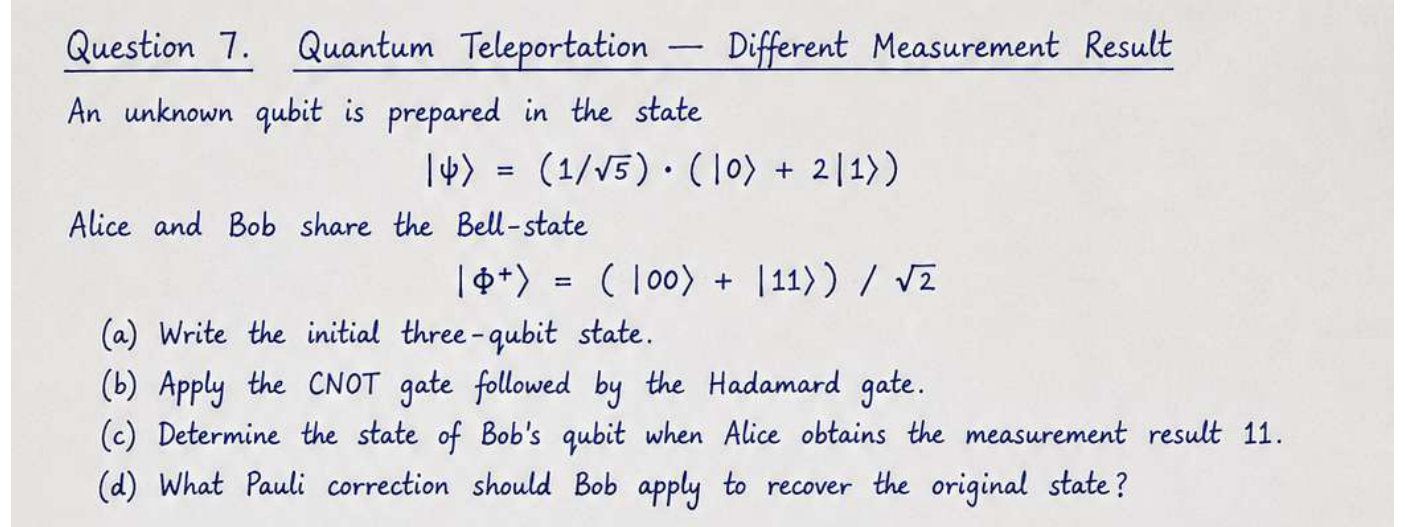 Question 7. Quantum Teleportation — Different Measurement Result
An unknown qubit is prepared in the state
|ψ⟩ = (1/√5) · ( |0⟩ + 2|1⟩)
Alice and Bob share the Bell-state
|Φ⁺⟩ = ( |00⟩ + |11⟩) / √2
(a) Write the initial three-qubit state.
(b) Apply the CNOT gate followed by the Hadamard gate.
(c) Determine the state of Bob's qubit when Alice obtains the measurement result 11.
(d) What Pauli correction should Bob apply to recover the original state?